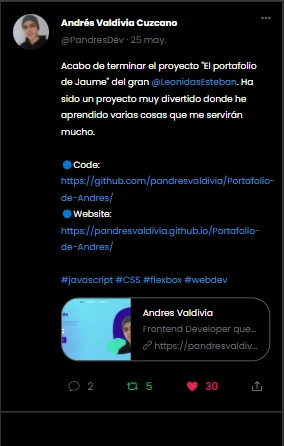 Andrés Valdivia Cuzcano
@PandresDev · 25 may.
Acabo de terminar el proyecto "El portafolio
de Jaume" del gran @LeonidasEsteban. Ha
sido un proyecto muy divertido donde he
aprendido varias cosas que me servirán
mucho.
🔵Code:
https://github.com/pandresvaldivia/Portafolio-
de-Andres/
🔵Website:
https://pandresvaldivia.github.io/Portafolio-
de-Andres/
#javascript #CSS #flexbox #webdev
Andres Valdivia
Frontend Developer que...
https://pandresvaldiv...
2 5 30